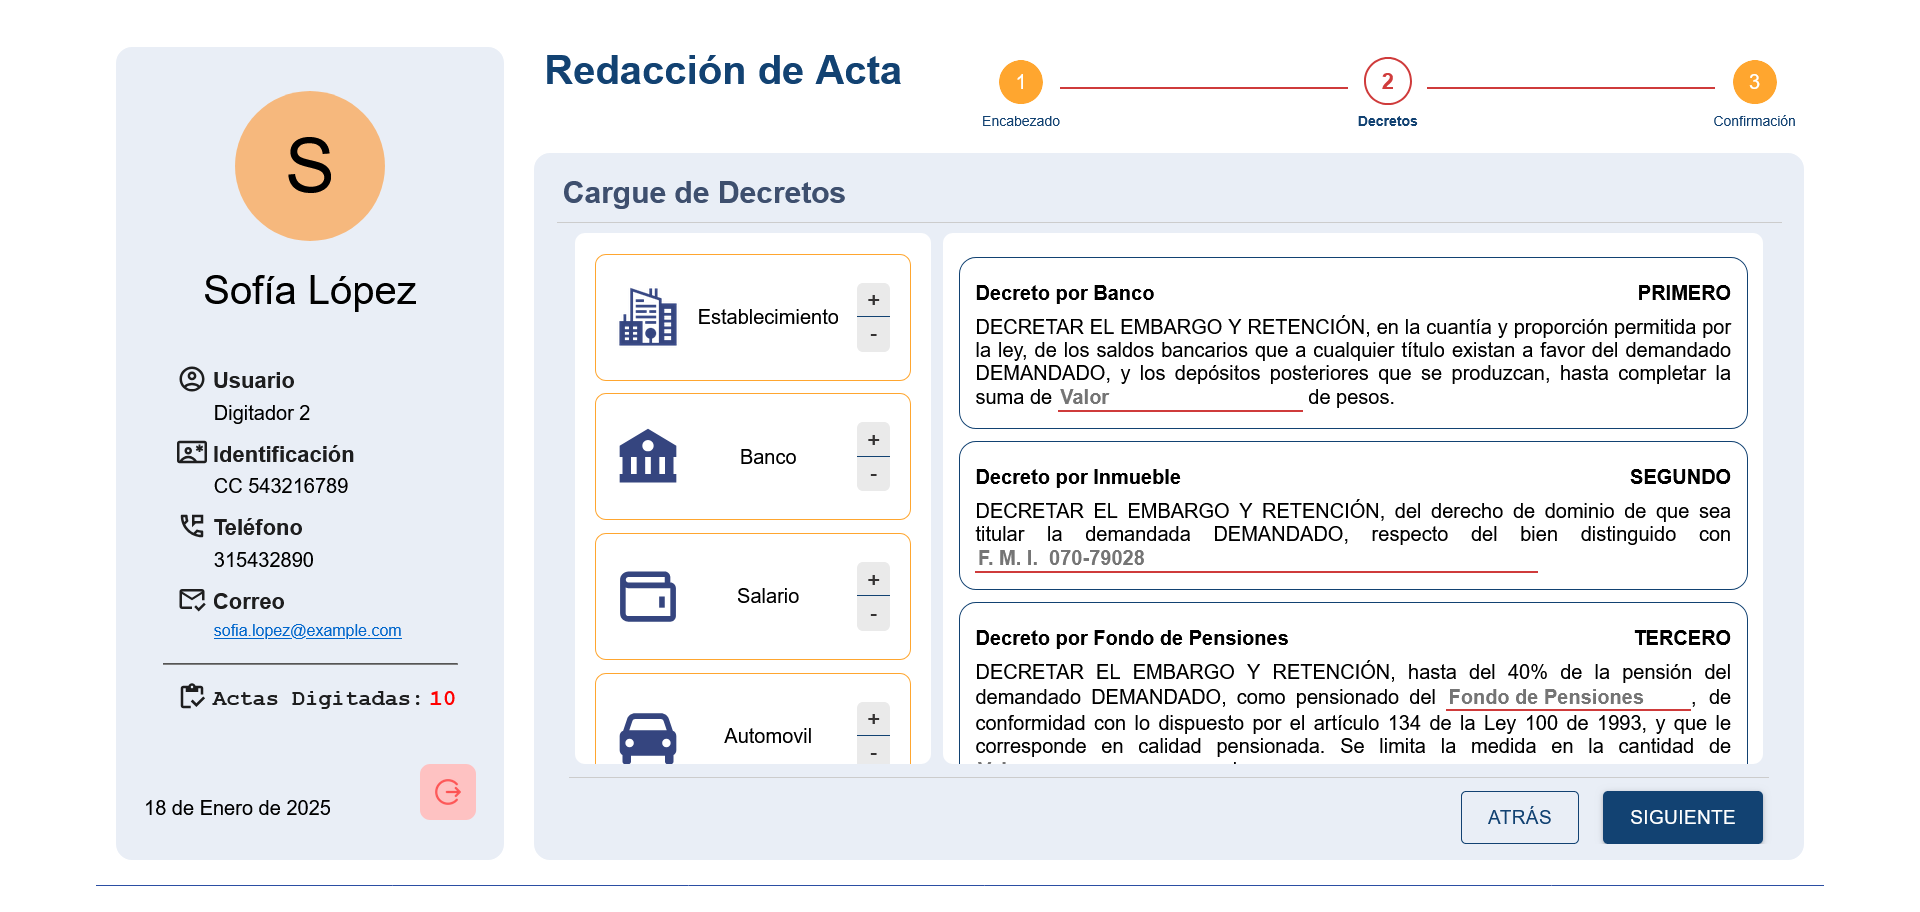 S
Sofía López
Usuario
Digitador 2
Identificación
CC 543216789
Teléfono
315432890
Correo
sofia.lopez@example.com
Actas Digitadas: 10
18 de Enero de 2025
Redacción de Acta
1
Encabezado
2
Decretos
3
Confirmación
Cargue de Decretos
Establecimiento
+
-
Banco
+
-
Salario
+
-
Automovil
+
-
Decreto por Banco PRIMERO
DECRETAR EL EMBARGO Y RETENCIÓN, en la cuantía y proporción permitida por
la ley, de los saldos bancarios que a cualquier título existan a favor del demandado
DEMANDADO, y los depósitos posteriores que se produzcan, hasta completar la
suma de Valor de pesos.
Decreto por Inmueble SEGUNDO
DECRETAR EL EMBARGO Y RETENCIÓN, del derecho de dominio de que sea
titular la demandada DEMANDADO, respecto del bien distinguido con
F. M. I. 070-79028
Decreto por Fondo de Pensiones TERCERO
DECRETAR EL EMBARGO Y RETENCIÓN, hasta del 40% de la pensión del
demandado DEMANDADO, como pensionado del Fondo de Pensiones, de
conformidad con lo dispuesto por el artículo 134 de la Ley 100 de 1993, y que le
corresponde en calidad pensionada. Se limita la medida en la cantidad de
ATRÁS
SIGUIENTE